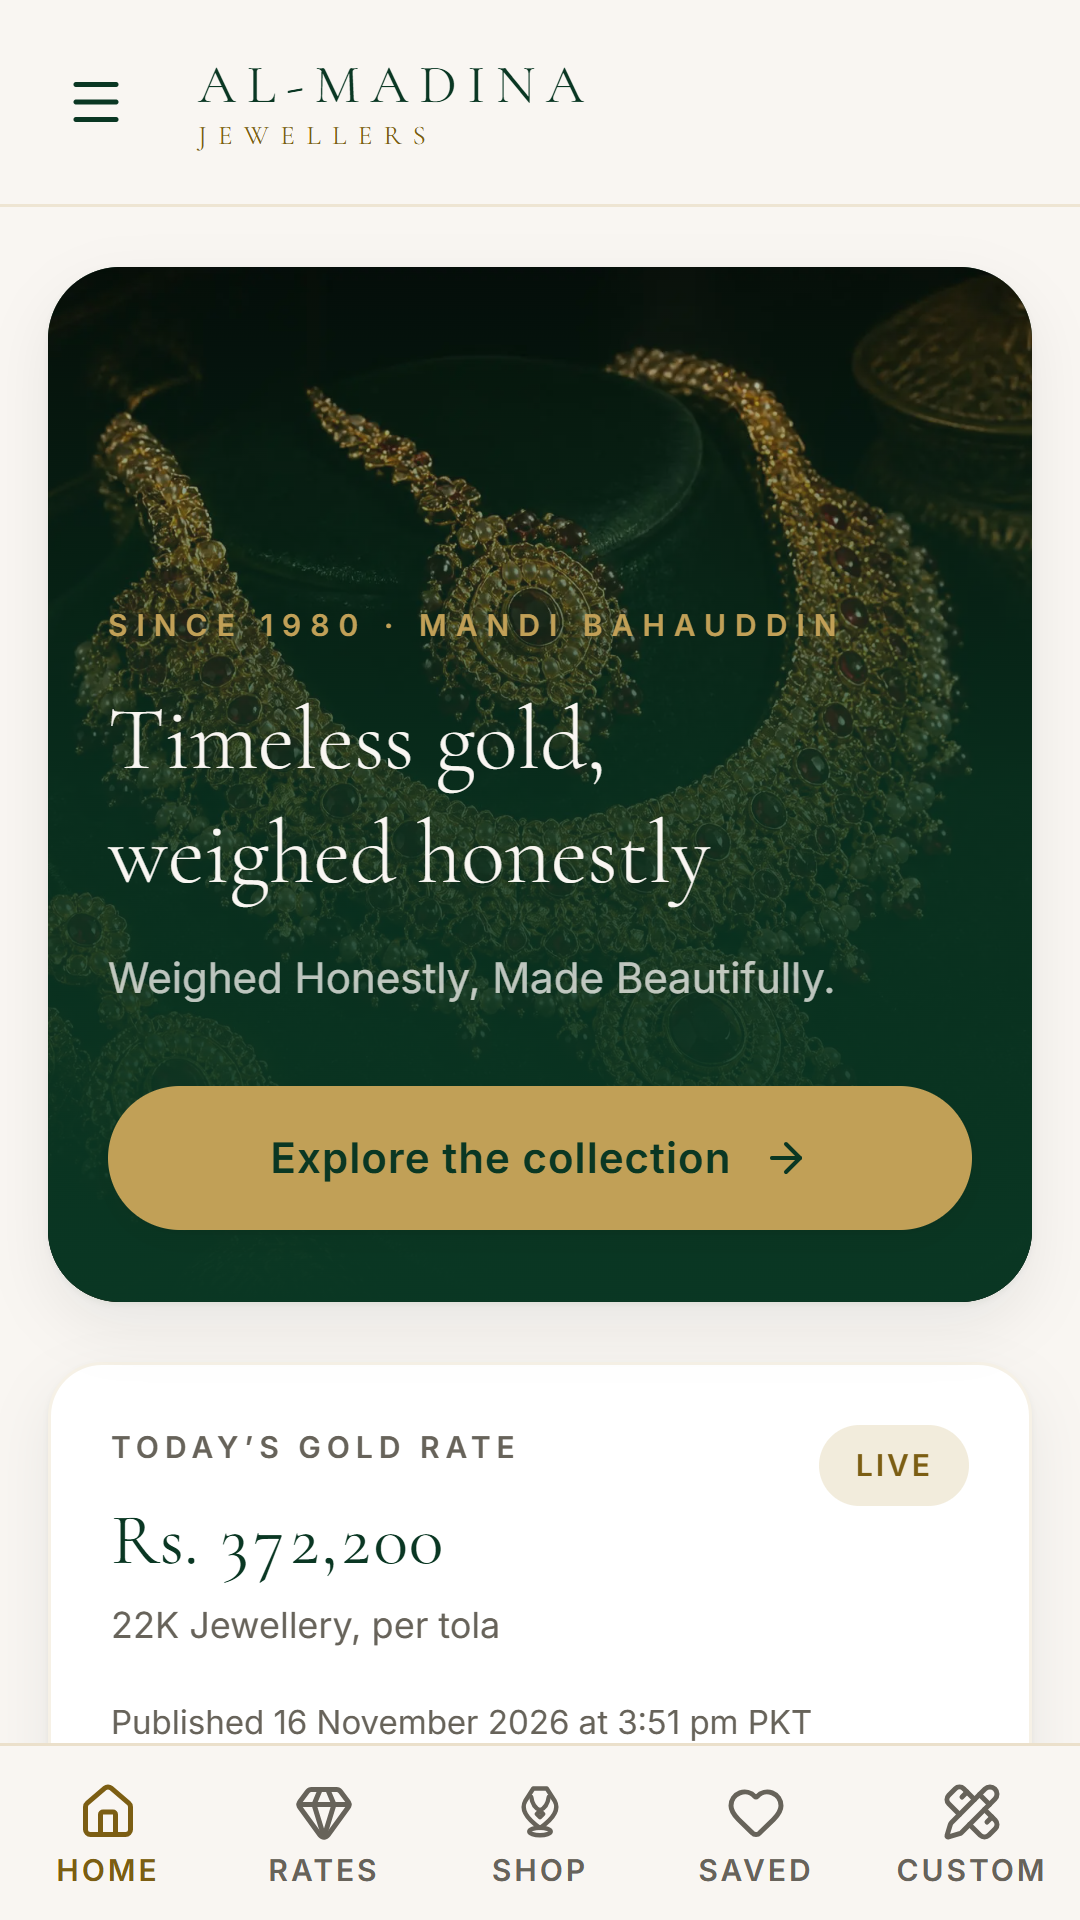 AL-MADINA
JEWELLERS
SINCE 1980 · MANDI BAHAUDDIN
Timeless gold,
weighed honestly
Weighed Honestly, Made Beautifully.
Explore the collection →
TODAY’S GOLD RATE
LIVE
Rs. 372,200
22K Jewellery, per tola
Published 16 November 2026 at 3:51 pm PKT
HOME RATES SHOP SAVED CUSTOM